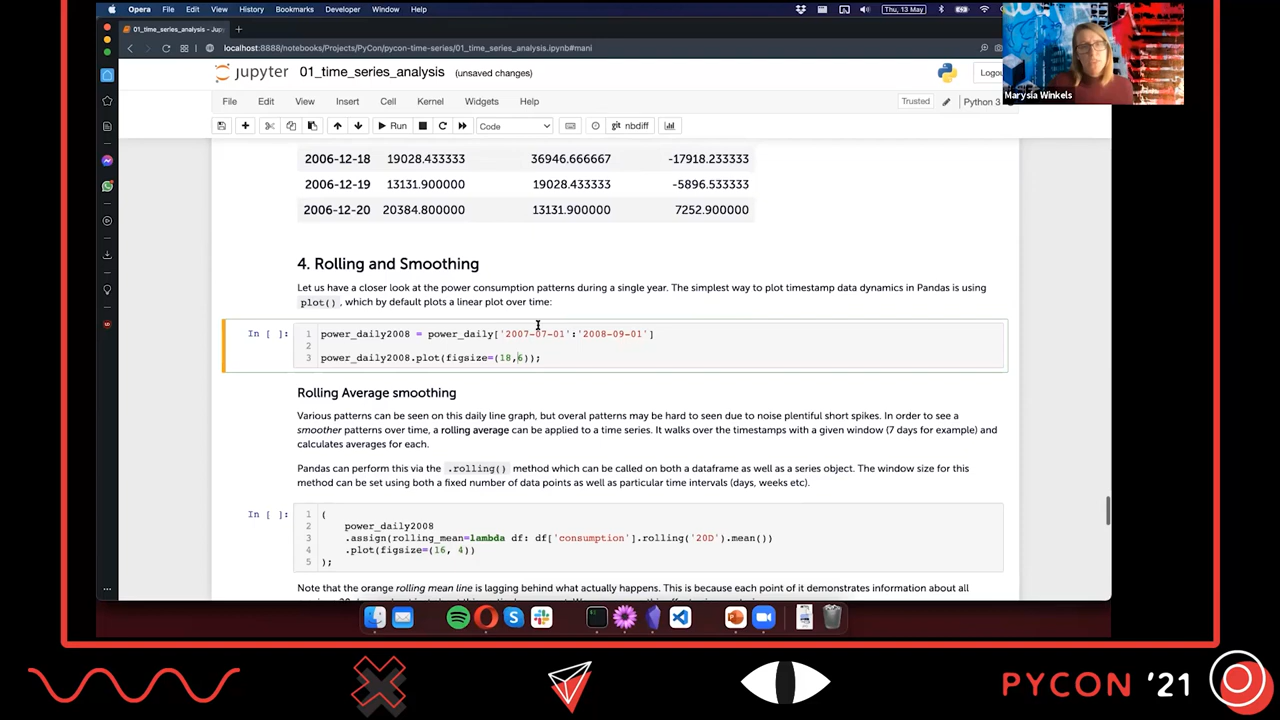 Opera File Edit View History Bookmarks Developer Window Help
Thu, 13 May
01_time_series_analysis - Jup
localhost:8888/notebooks/Projects/PyCon/pycon-time-series/01_time_series_analysis.ipynb#mani
jupyter 01_time_series_analysis (unsaved changes)
Logou
Marysia Winkels
File Edit View Insert Cell Kernel Widgets Help
Trusted
Python 3
Run
Code
git nbdiff
2006-12-18 19028.433333 36946.666667 -17918.233333
2006-12-19 13131.900000 19028.433333 -5896.533333
2006-12-20 20384.800000 13131.900000 7252.900000
4. Rolling and Smoothing
Let us have a closer look at the power consumption patterns during a single year. The simplest way to plot timestamp data dynamics in Pandas is using
plot() , which by default plots a linear plot over time:
In [ ]:
1 power_daily2008 = power_daily['2007-07-01':'2008-09-01']
2
3 power_daily2008.plot(figsize=(18,6));
Rolling Average smoothing
Various patterns can be seen on this daily line graph, but overal patterns may be hard to seen due to noise plentiful short spikes. In order to see a
smoother patterns over time, a rolling average can be applied to a time series. It walks over the timestamps with a given window (7 days for example) and
calculates averages for each.
Pandas can perform this via the .rolling() method which can be called on both a dataframe as well as a series object. The window size for this
method can be set using both a fixed number of data points as well as particular time intervals (days, weeks etc).
In [ ]:
1 (
2 power_daily2008
3 .assign(rolling_mean=lambda df: df['consumption'].rolling('20D').mean())
4 .plot(figsize=(16, 4))
5 );
Note that the orange rolling mean line is lagging behind what actually happens. This is because each point of it demonstrates information about all
PYCON '21